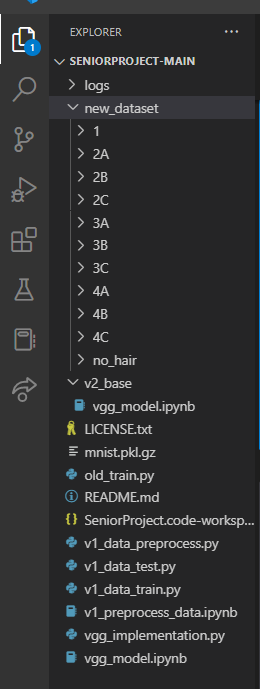 EXPLORER
SENIORPROJECT-MAIN
logs
new_dataset
1
2A
2B
2C
3A
3B
3C
4A
4B
4C
no_hair
v2_base
vgg_model.ipynb
LICENSE.txt
mnist.pkl.gz
old_train.py
README.md
SeniorProject.code-worksp...
v1_data_preprocess.py
v1_data_test.py
v1_data_train.py
v1_preprocess_data.ipynb
vgg_implementation.py
vgg_model.ipynb
1